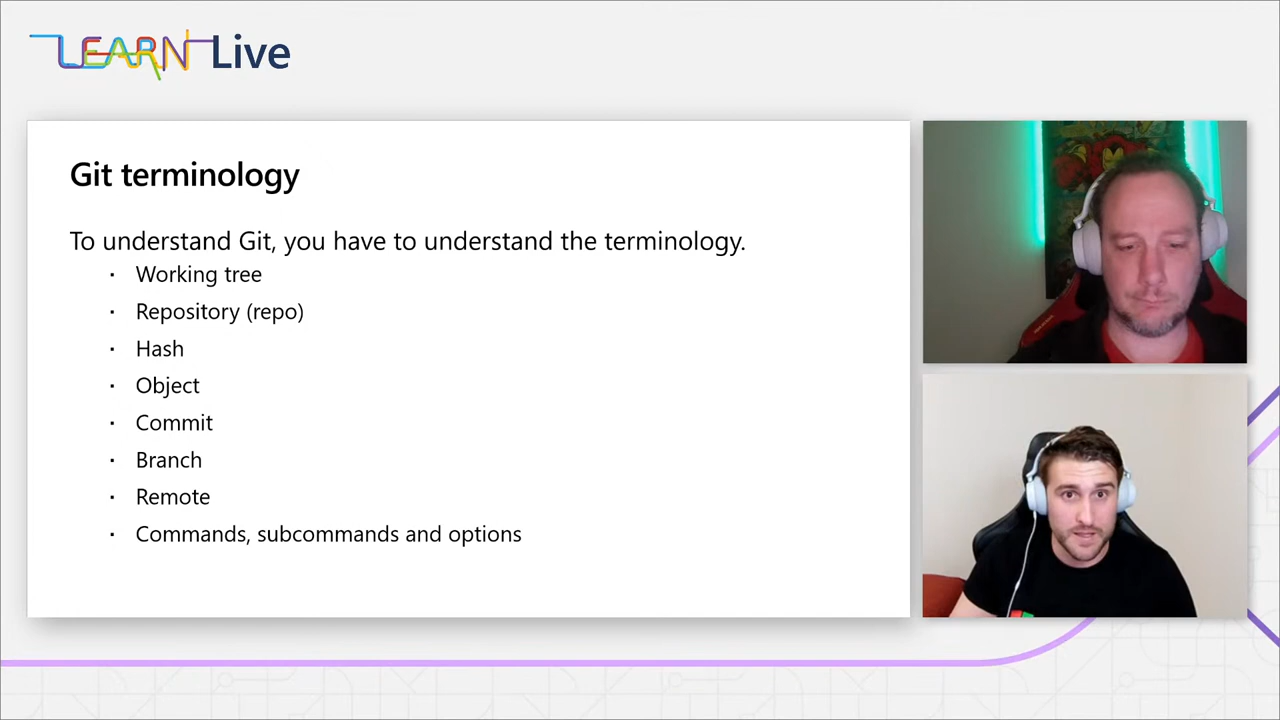 LEARN Live
Git terminology
To understand Git, you have to understand the terminology.
· Working tree
· Repository (repo)
· Hash
· Object
· Commit
· Branch
· Remote
· Commands, subcommands and options